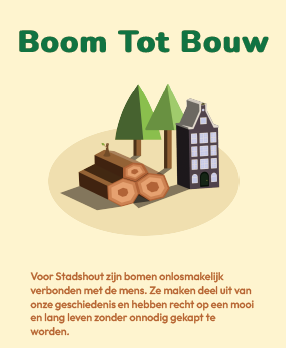 Boom Tot Bouw
Voor Stadshout zijn bomen onlosmakelijk
verbonden met de mens. Ze maken deel uit van
onze geschiedenis en hebben recht op een mooi
en lang leven zonder onnodig gekapt te
worden.